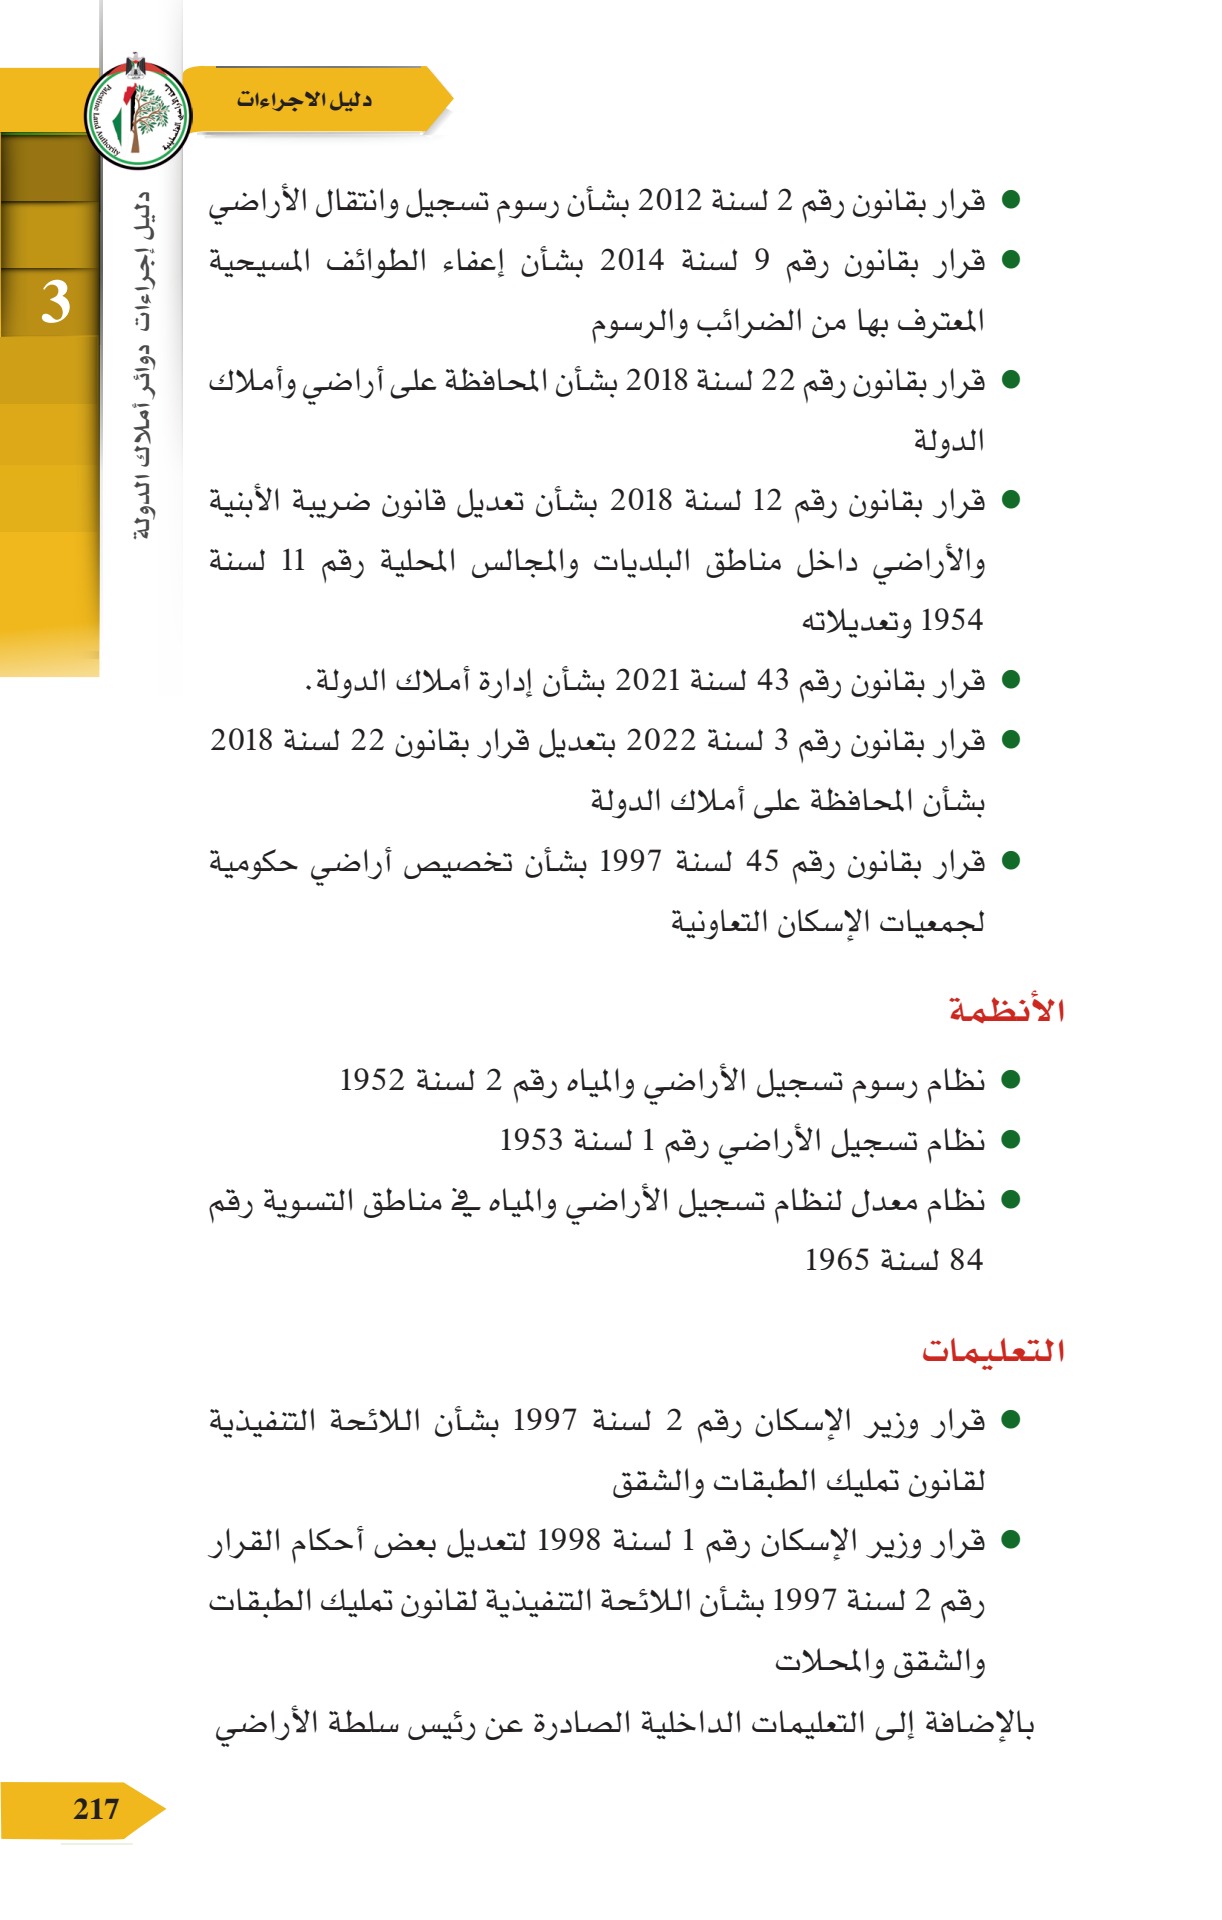 دليل الاجراءات
Palestine Land Authority
3
دليل إجراءات دوائر أملاك الدولة
● قرار بقانون رقم 2 لسنة 2012 بشأن رسوم تسجيل وانتقال الأراضي
● قرار بقانون رقم 9 لسنة 2014 بشأن إعفاء الطوائف المسيحية
المعترف بها من الضرائب والرسوم
● قرار بقانون رقم 22 لسنة 2018 بشأن المحافظة على أراضي وأملاك
الدولة
● قرار بقانون رقم 12 لسنة 2018 بشأن تعديل قانون ضريبة الأبنية
والأراضي داخل مناطق البلديات والمجالس المحلية رقم 11 لسنة
1954 وتعديلاته
● قرار بقانون رقم 43 لسنة 2021 بشأن إدارة أملاك الدولة.
● قرار بقانون رقم 3 لسنة 2022 بتعديل قرار بقانون 22 لسنة 2018
بشأن المحافظة على أملاك الدولة
● قرار بقانون رقم 45 لسنة 1997 بشأن تخصيص أراضي حكومية
لجمعيات الإسكان التعاونية
الأنظمة
● نظام رسوم تسجيل الأراضي والمياه رقم 2 لسنة 1952
● نظام تسجيل الأراضي رقم 1 لسنة 1953
● نظام معدل لنظام تسجيل الأراضي والمياه في مناطق التسوية رقم
84 لسنة 1965
التعليمات
● قرار وزير الإسكان رقم 2 لسنة 1997 بشأن اللائحة التنفيذية
لقانون تمليك الطبقات والشقق
● قرار وزير الإسكان رقم 1 لسنة 1998 لتعديل بعض أحكام القرار
رقم 2 لسنة 1997 بشأن اللائحة التنفيذية لقانون تمليك الطبقات
والشقق والمحلات
بالإضافة إلى التعليمات الداخلية الصادرة عن رئيس سلطة الأراضي
217